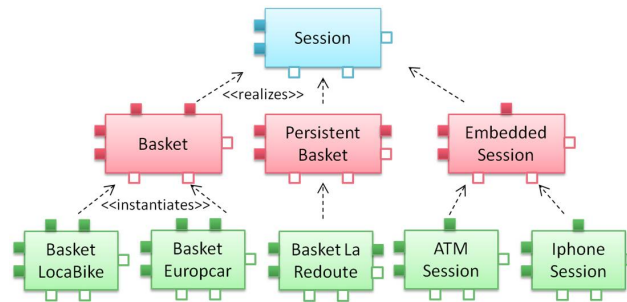 Session
<<realizes>>
Basket
Persistent
Basket
Embedded
Session
<<instantiates>>
Basket
LocaBike
Basket
Europcar
Basket La
Redoute
ATM
Session
Iphone
Session